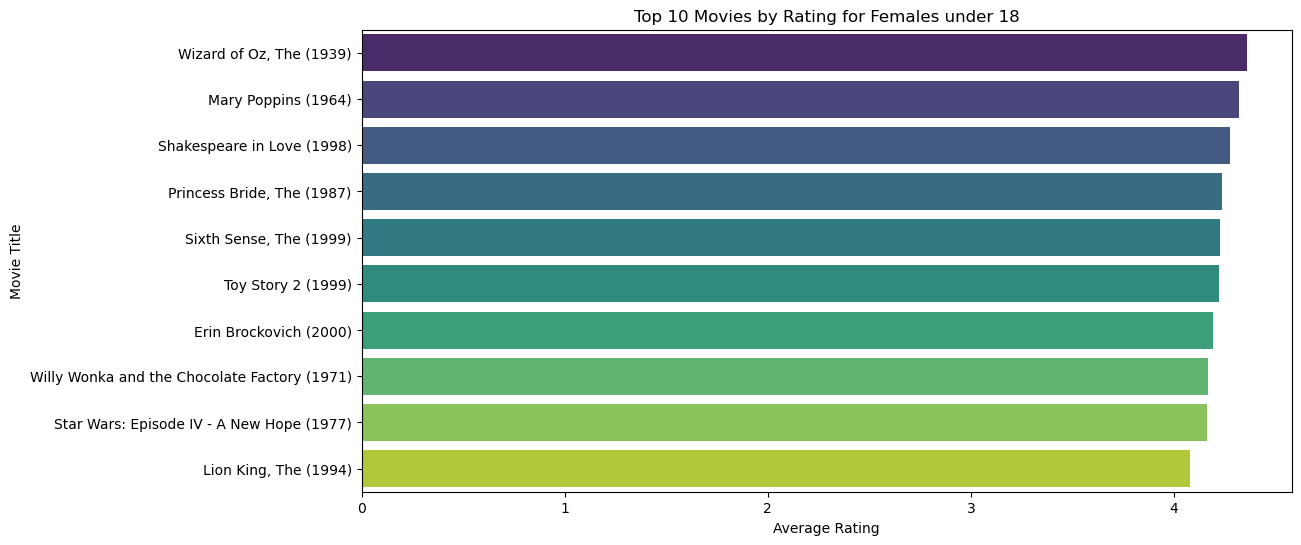 Top 10 Movies by Rating for Females under 18
Movie Title
Wizard of Oz, The (1939)
Mary Poppins (1964)
Shakespeare in Love (1998)
Princess Bride, The (1987)
Sixth Sense, The (1999)
Toy Story 2 (1999)
Erin Brockovich (2000)
Willy Wonka and the Chocolate Factory (1971)
Star Wars: Episode IV - A New Hope (1977)
Lion King, The (1994)
0 1 2 3 4
Average Rating